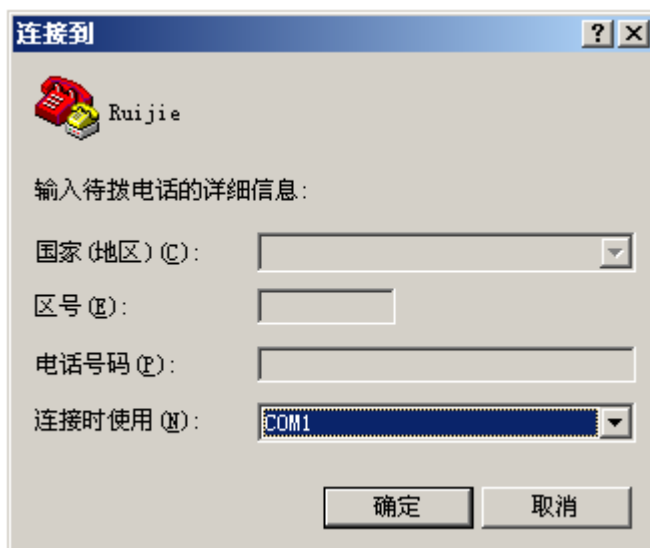 连接到
Ruijie
输入待拨电话的详细信息:
国家(地区)(C):
区号(E):
电话号码(P):
连接时使用(N): COM1
确定 取消